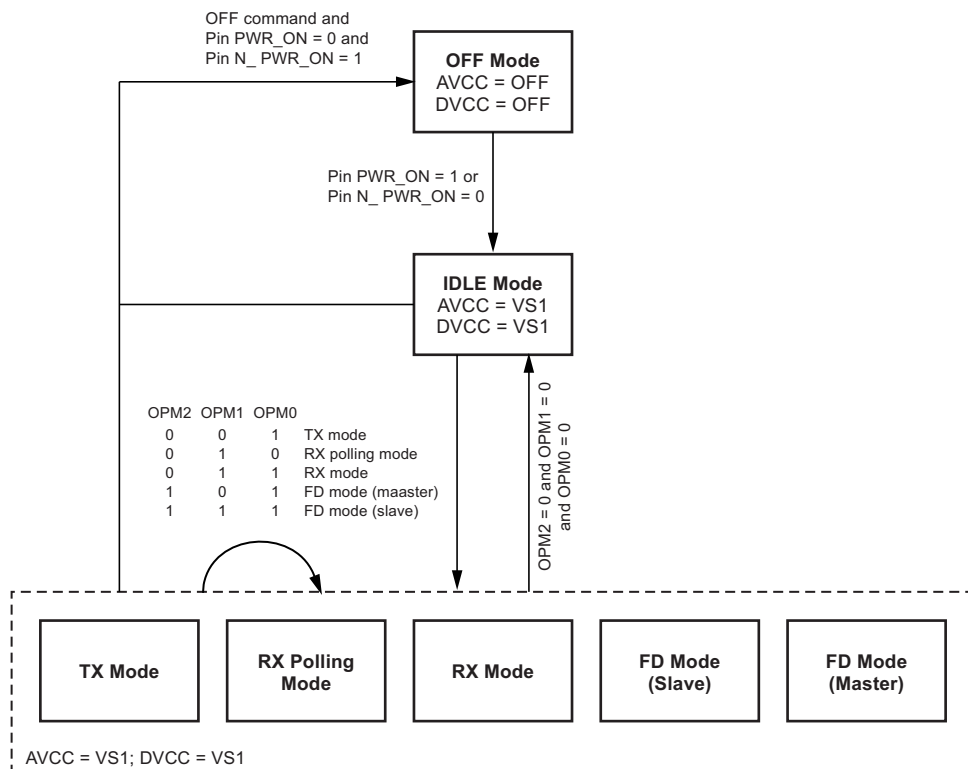 OFF command and
Pin PWR_ON = 0 and
Pin N_ PWR_ON = 1
OFF Mode
AVCC = OFF
DVCC = OFF
Pin PWR_ON = 1 or
Pin N_ PWR_ON = 0
IDLE Mode
AVCC = VS1
DVCC = VS1
OPM2 OPM1 OPM0
0 0 1 TX mode
0 1 0 RX polling mode
0 1 1 RX mode
1 0 1 FD mode (maaster)
1 1 1 FD mode (slave)
OPM2 = 0 and OPM1 = 0
and OPM0 = 0
TX Mode
RX Polling
Mode
RX Mode
FD Mode
(Slave)
FD Mode
(Master)
AVCC = VS1; DVCC = VS1